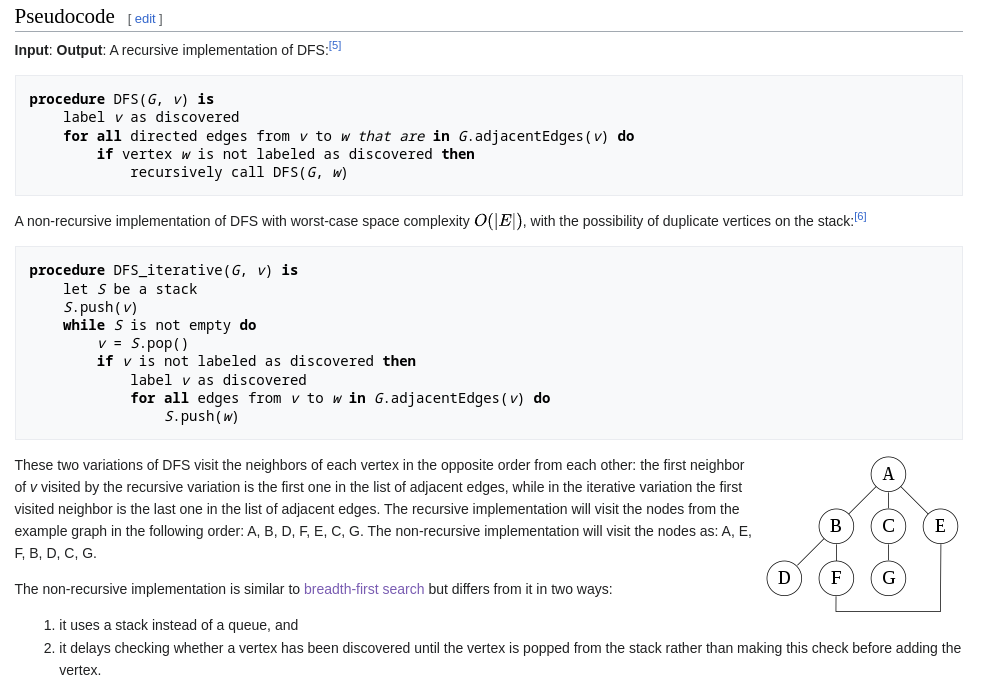 Pseudocode [ edit ]
Input: Output: A recursive implementation of DFS:[5]
procedure DFS(G, v) is
    label v as discovered
    for all directed edges from v to w that are in G.adjacentEdges(v) do
        if vertex w is not labeled as discovered then
            recursively call DFS(G, w)
A non-recursive implementation of DFS with worst-case space complexity O(|E|), with the possibility of duplicate vertices on the stack:[6]
procedure DFS_iterative(G, v) is
    let S be a stack
    S.push(v)
    while S is not empty do
        v = S.pop()
        if v is not labeled as discovered then
            label v as discovered
            for all edges from v to w in G.adjacentEdges(v) do
                S.push(w)
These two variations of DFS visit the neighbors of each vertex in the opposite order from each other: the first neighbor
of v visited by the recursive variation is the first one in the list of adjacent edges, while in the iterative variation the first
visited neighbor is the last one in the list of adjacent edges. The recursive implementation will visit the nodes from the
example graph in the following order: A, B, D, F, E, C, G. The non-recursive implementation will visit the nodes as: A, E,
F, B, D, C, G.
A
B C E
D F G
The non-recursive implementation is similar to breadth-first search but differs from it in two ways:
1. it uses a stack instead of a queue, and
2. it delays checking whether a vertex has been discovered until the vertex is popped from the stack rather than making this check before adding the
vertex.